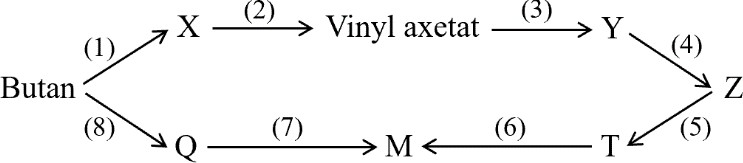 (1) X (2) Vinyl axetat (3) Y (4)
Butan Z
(8) Q (7) M (6) T (5)